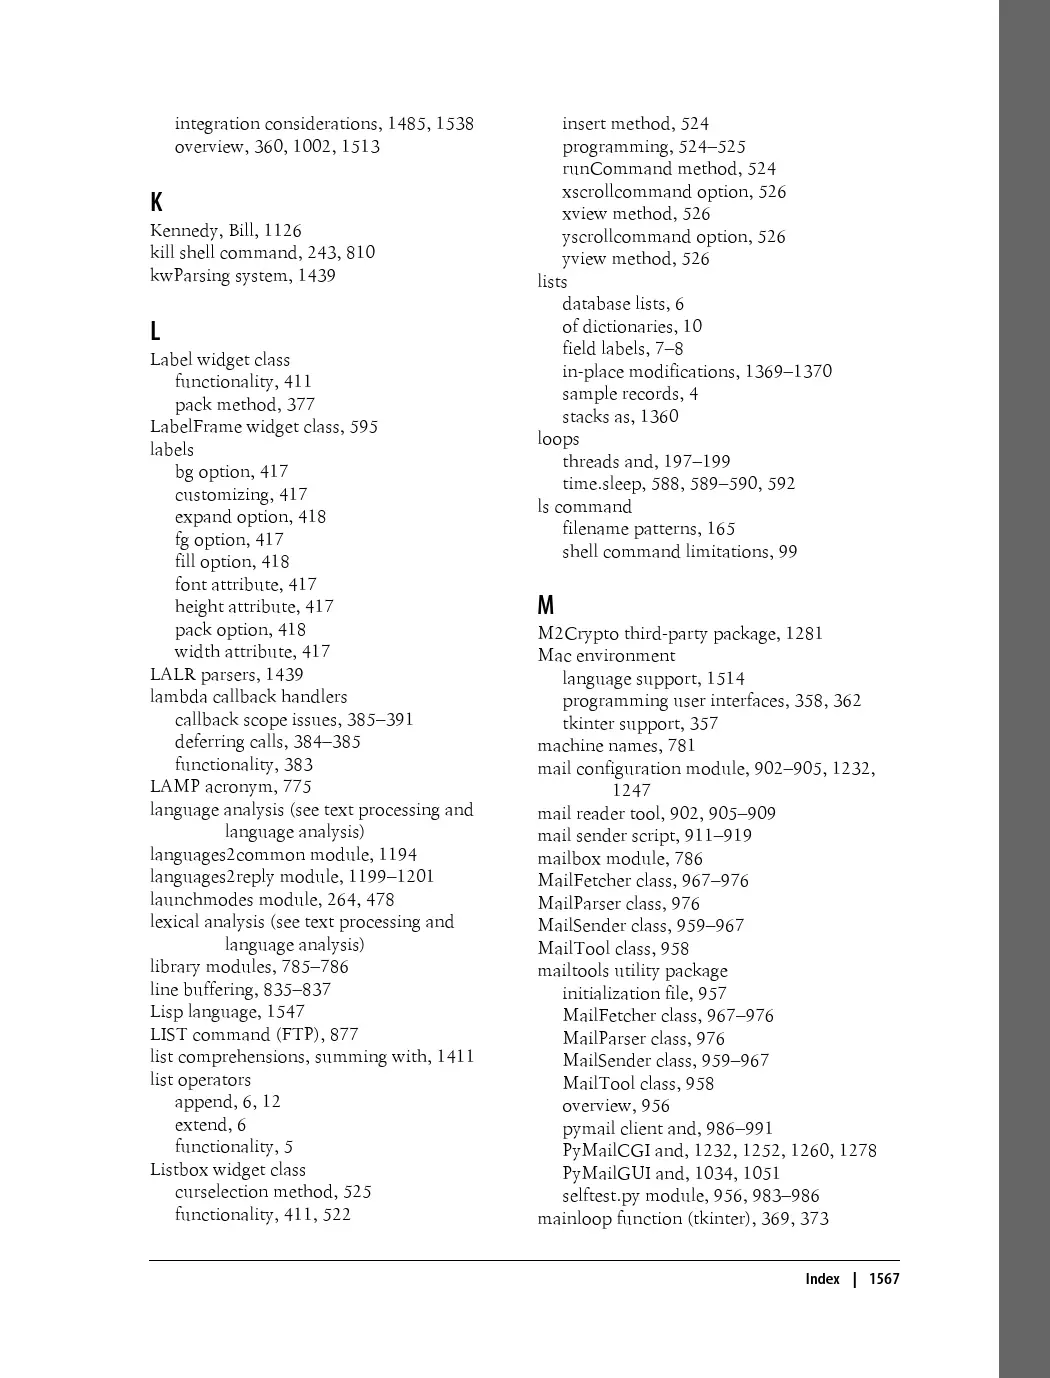 integration considerations, 1485, 1538
overview, 360, 1002, 1513
K
Kennedy, Bill, 1126
kill shell command, 243, 810
kwParsing system, 1439
L
Label widget class
functionality, 411
pack method, 377
LabelFrame widget class, 595
labels
bg option, 417
customizing, 417
expand option, 418
fg option, 417
fill option, 418
font attribute, 417
height attribute, 417
pack option, 418
width attribute, 417
LALR parsers, 1439
lambda callback handlers
callback scope issues, 385–391
deferring calls, 384–385
functionality, 383
LAMP acronym, 775
language analysis (see text processing and
language analysis)
languages2common module, 1194
languages2reply module, 1199–1201
launchmodes module, 264, 478
lexical analysis (see text processing and
language analysis)
library modules, 785–786
line buffering, 835–837
Lisp language, 1547
LIST command (FTP), 877
list comprehensions, summing with, 1411
list operators
append, 6, 12
extend, 6
functionality, 5
Listbox widget class
curselection method, 525
functionality, 411, 522
insert method, 524
programming, 524–525
runCommand method, 524
xscrollcommand option, 526
xview method, 526
yscrollcommand option, 526
yview method, 526
lists
database lists, 6
of dictionaries, 10
field labels, 7–8
in-place modifications, 1369–1370
sample records, 4
stacks as, 1360
loops
threads and, 197–199
time.sleep, 588, 589–590, 592
ls command
filename patterns, 165
shell command limitations, 99
M
M2Crypto third-party package, 1281
Mac environment
language support, 1514
programming user interfaces, 358, 362
tkinter support, 357
machine names, 781
mail configuration module, 902–905, 1232,
1247
mail reader tool, 902, 905–909
mail sender script, 911–919
mailbox module, 786
MailFetcher class, 967–976
MailParser class, 976
MailSender class, 959–967
MailTool class, 958
mailtools utility package
initialization file, 957
MailFetcher class, 967–976
MailParser class, 976
MailSender class, 959–967
MailTool class, 958
overview, 956
pymail client and, 986–991
PyMailCGI and, 1232, 1252, 1260, 1278
PyMailGUI and, 1034, 1051
selftest.py module, 956, 983–986
mainloop function (tkinter), 369, 373
Index | 1567